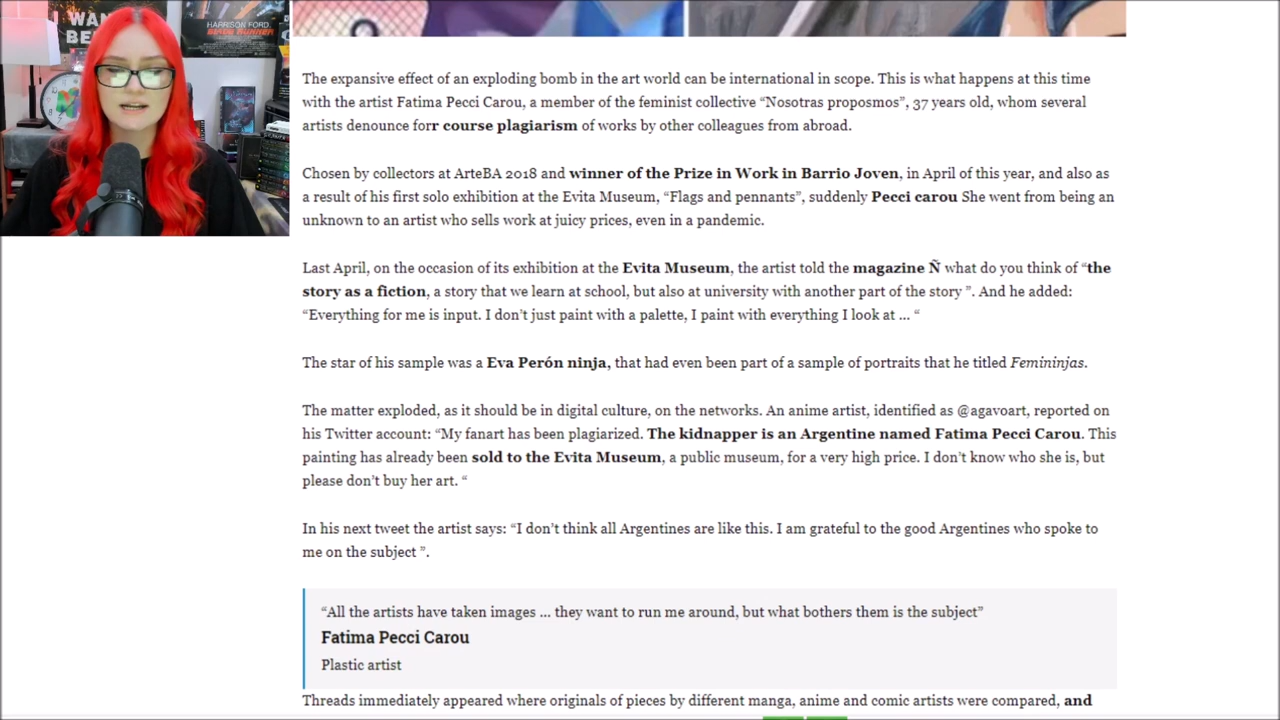 I WANT
BE
HARRISON FORD
BLADE RUNNER
The expansive effect of an exploding bomb in the art world can be international in scope. This is what happens at this time
with the artist Fatima Pecci Carou, a member of the feminist collective “Nosotras proposmos”, 37 years old, whom several
artists denounce forr course plagiarism of works by other colleagues from abroad.
Chosen by collectors at ArteBA 2018 and winner of the Prize in Work in Barrio Joven, in April of this year, and also as
a result of his first solo exhibition at the Evita Museum, “Flags and pennants”, suddenly Pecci carou She went from being an
unknown to an artist who sells work at juicy prices, even in a pandemic.
Last April, on the occasion of its exhibition at the Evita Museum, the artist told the magazine Ñ what do you think of “the
story as a fiction, a story that we learn at school, but also at university with another part of the story ”. And he added:
“Everything for me is input. I don’t just paint with a palette, I paint with everything I look at ... “
The star of his sample was a Eva Perón ninja, that had even been part of a sample of portraits that he titled Femininjas.
The matter exploded, as it should be in digital culture, on the networks. An anime artist, identified as @agavoart, reported on
his Twitter account: “My fanart has been plagiarized. The kidnapper is an Argentine named Fatima Pecci Carou. This
painting has already been sold to the Evita Museum, a public museum, for a very high price. I don’t know who she is, but
please don’t buy her art. “
In his next tweet the artist says: “I don’t think all Argentines are like this. I am grateful to the good Argentines who spoke to
me on the subject ”.
“All the artists have taken images ... they want to run me around, but what bothers them is the subject”
Fatima Pecci Carou
Plastic artist
Threads immediately appeared where originals of pieces by different manga, anime and comic artists were compared, and